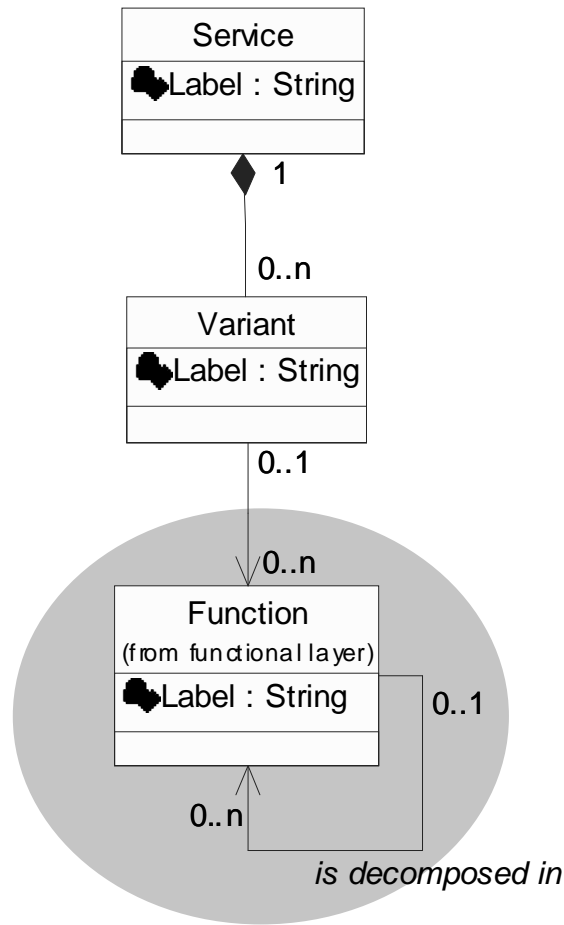 Service
Label : String
1
0..n
Variant
Label : String
0..1
0..n
Function
(from functional layer)
Label : String
0..1
0..n
is decomposed in